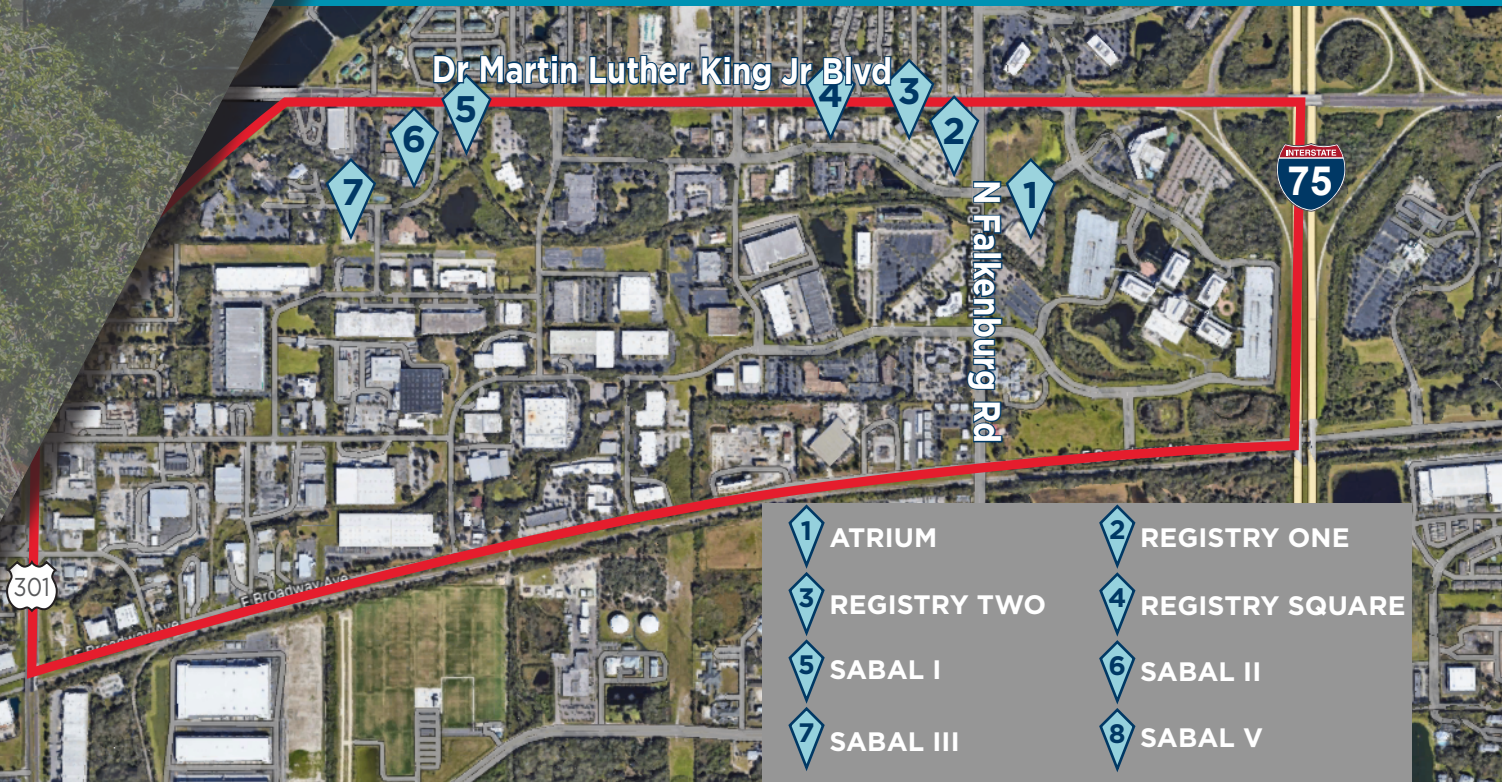 Dr Martin Luther King Jr Blvd
5
4
3
6
2
7
1
INTERSTATE
75
N Falkenburg Rd
301
E Broadway Ave
E Broadway Ave
1 ATRIUM
2 REGISTRY ONE
3 REGISTRY TWO
4 REGISTRY SQUARE
5 SABAL I
6 SABAL II
7 SABAL III
8 SABAL V